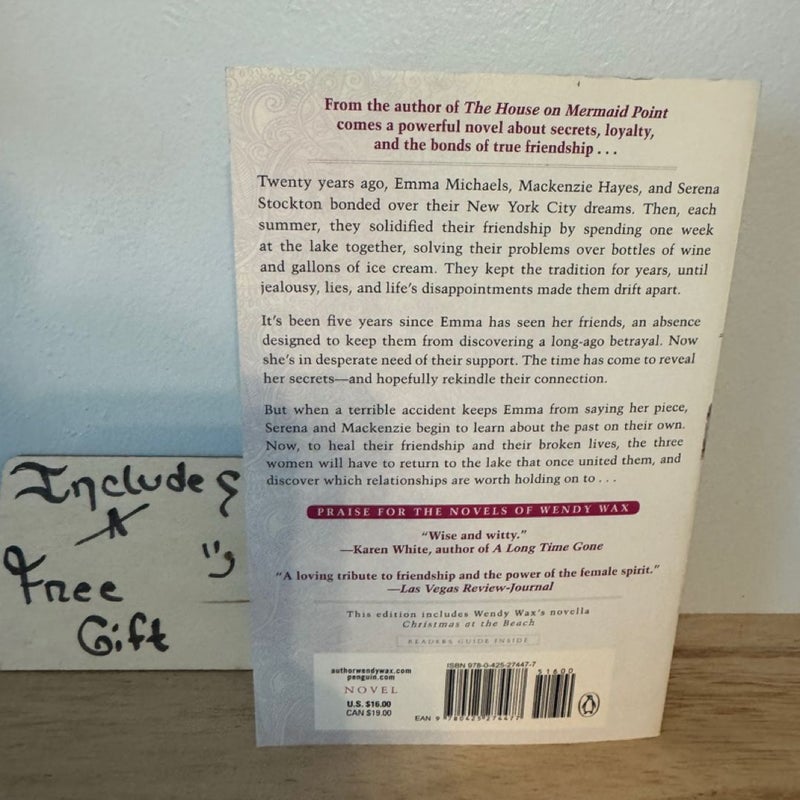 From the author of The House on Mermaid Point
comes a powerful novel about secrets, loyalty,
and the bonds of true friendship . . .
Twenty years ago, Emma Michaels, Mackenzie Hayes, and Serena
Stockton bonded over their New York City dreams. Then, each
summer, they solidified their friendship by spending one week
at the lake together, solving their problems over bottles of wine
and gallons of ice cream. They kept the tradition for years, until
jealousy, lies, and life's disappointments made them drift apart.
It's been five years since Emma has seen her friends, an absence
designed to keep them from discovering a long-ago betrayal. Now
she's in desperate need of their support. The time has come to reveal
her secrets—and hopefully rekindle their connection.
But when a terrible accident keeps Emma from saying her piece,
Serena and Mackenzie begin to learn about the past on their own.
Now, to heal their friendship and their broken lives, the three
women will have to return to the lake that once united them, and
discover which relationships are worth holding on to . . .
PRAISE FOR THE NOVELS OF WENDY WAX
"Wise and witty."
—Karen White, author of A Long Time Gone
"A loving tribute to friendship and the power of the female spirit."
—Las Vegas Review-Journal
This edition includes Wendy Wax's novella
Christmas at the Beach
READERS GUIDE INSIDE
authorwendywax.com
penguin.com
NOVEL
U.S. $16.00
CAN $19.00
ISBN 978-0-425-27447-7
51600
EAN 9 780425 274477
Includes
A
Free
Gift